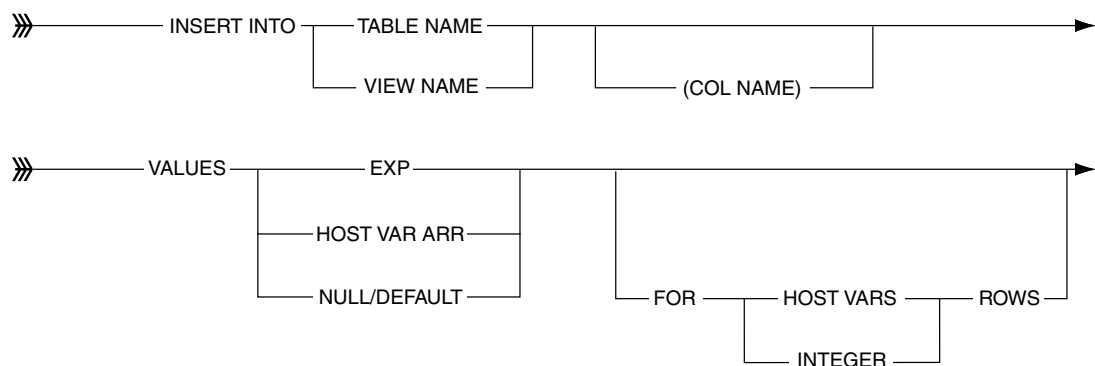 INSERT INTO TABLE NAME
VIEW NAME (COL NAME)
VALUES EXP
HOST VAR ARR
NULL/DEFAULT FOR HOST VARS ROWS
INTEGER